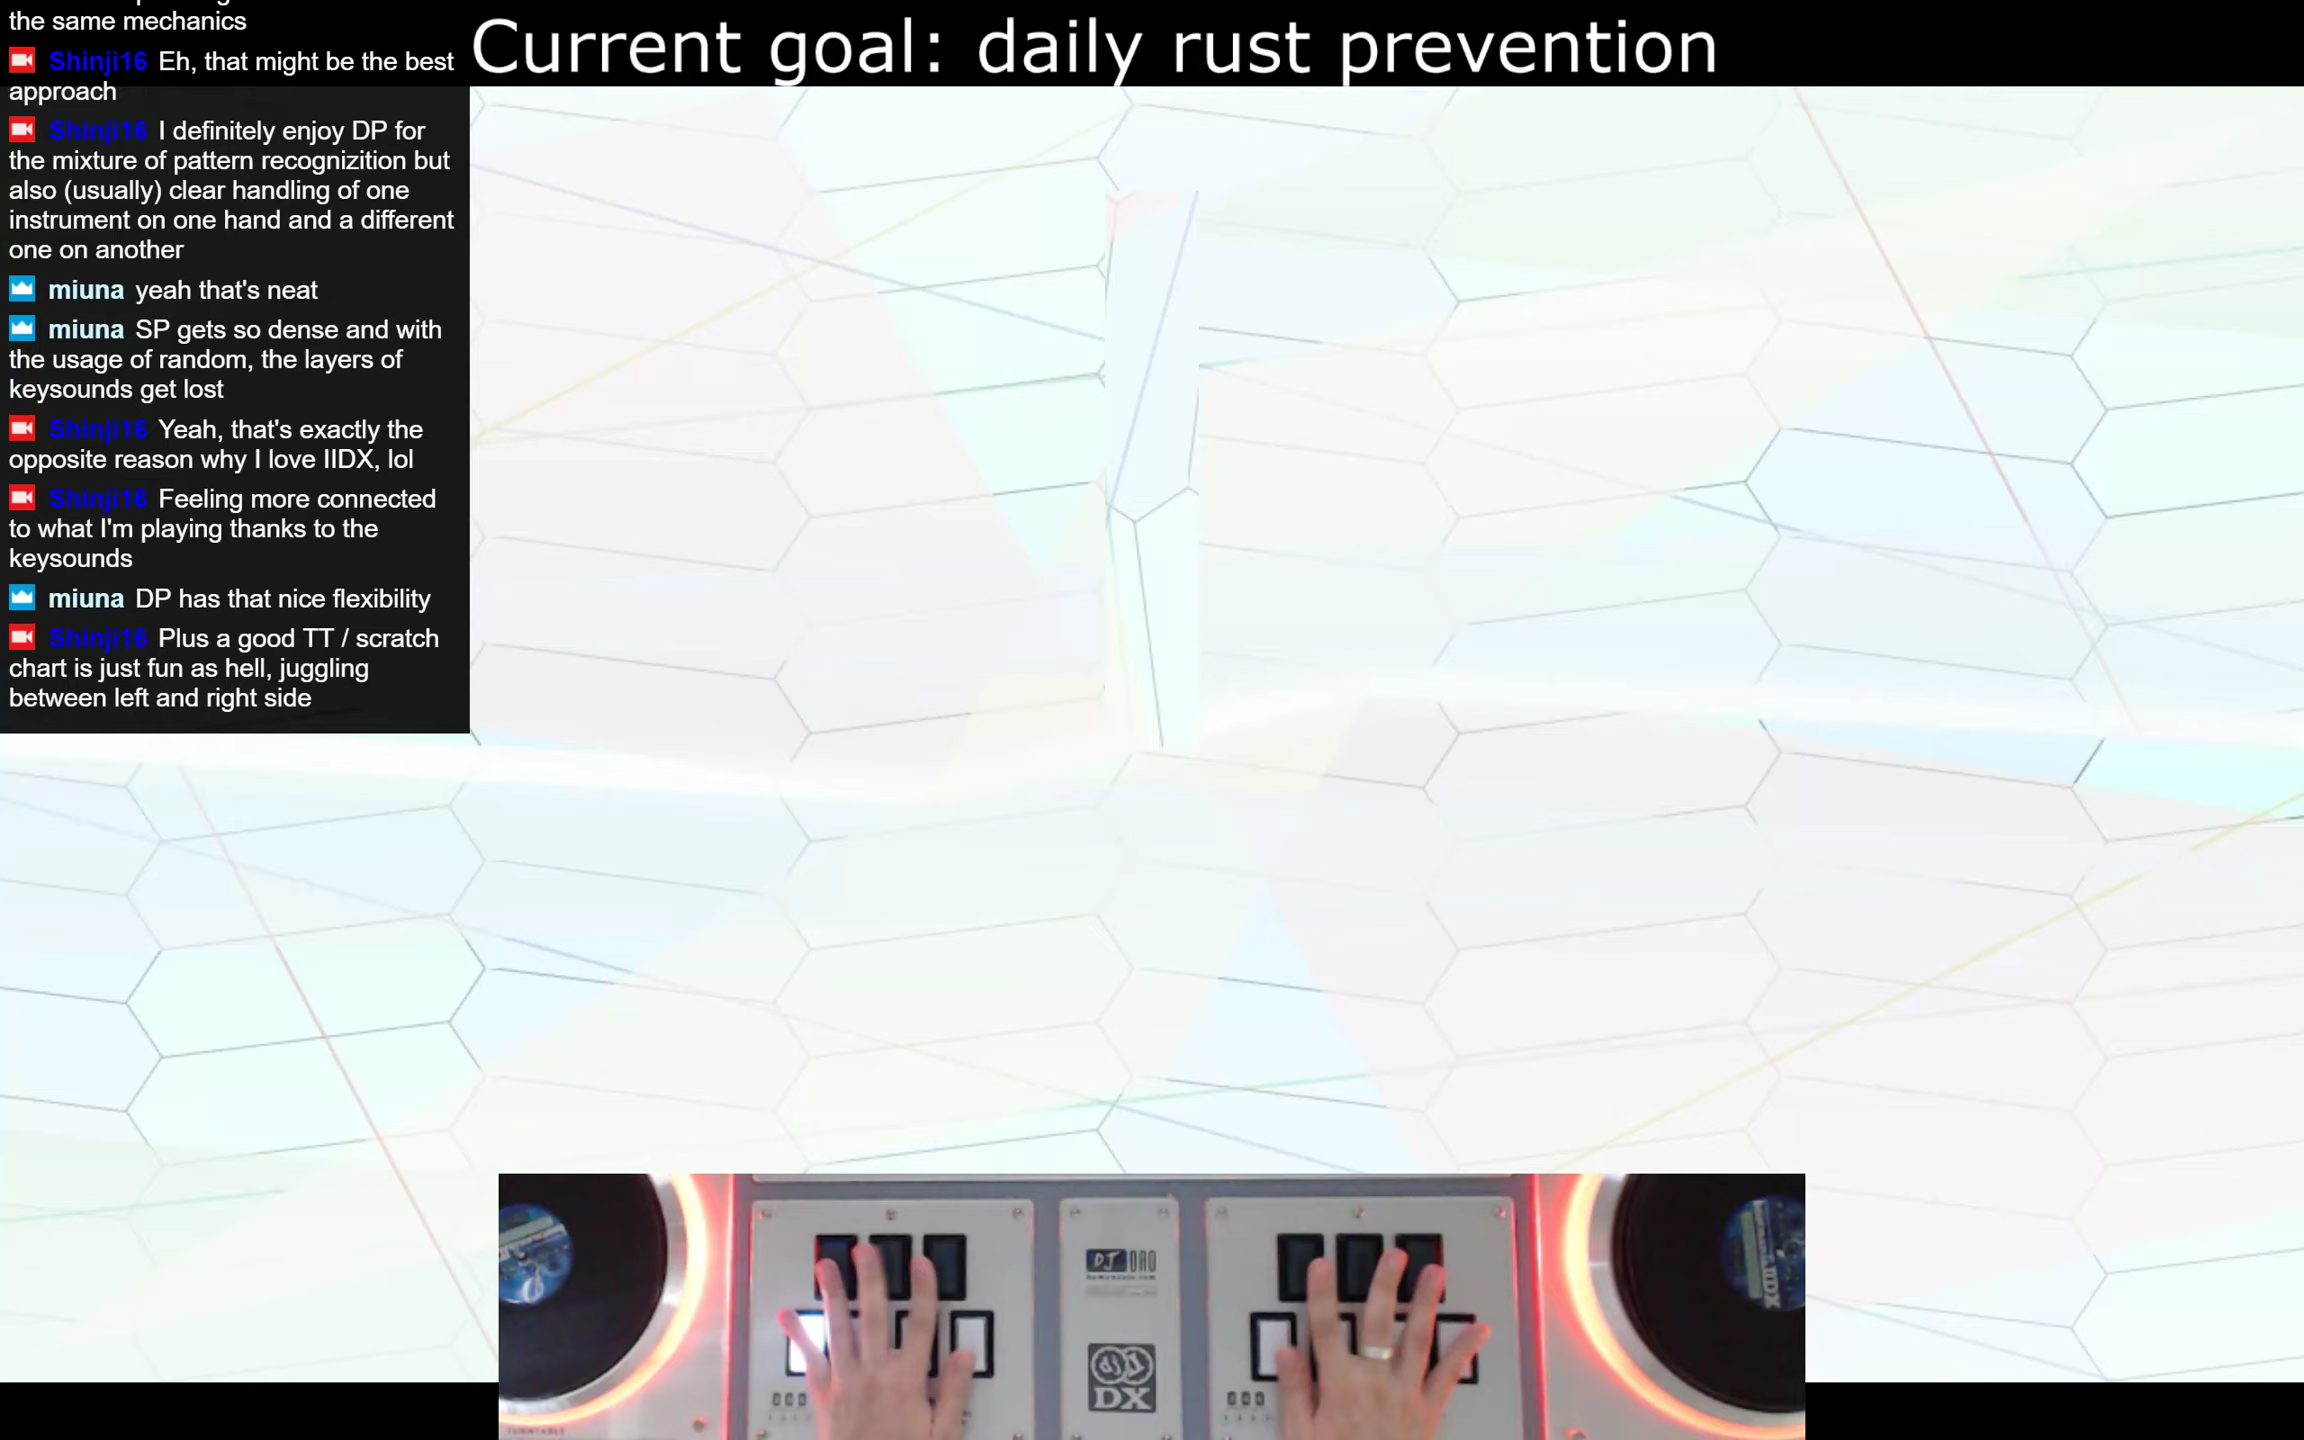 the same mechanics
Current goal: daily rust prevention
Shinji16 Eh, that might be the best
approach
Shinji16 I definitely enjoy DP for
the mixture of pattern recognizition but
also (usually) clear handling of one
instrument on one hand and a different
one on another
miuna yeah that's neat
miuna SP gets so dense and with
the usage of random, the layers of
keysounds get lost
Shinji16 Yeah, that's exactly the
opposite reason why I love IIDX, lol
Shinji16 Feeling more connected
to what I'm playing thanks to the
keysounds
miuna DP has that nice flexibility
Shinji16 Plus a good TT / scratch
chart is just fun as hell, juggling
between left and right side
DJ DAO
DX
IIDX